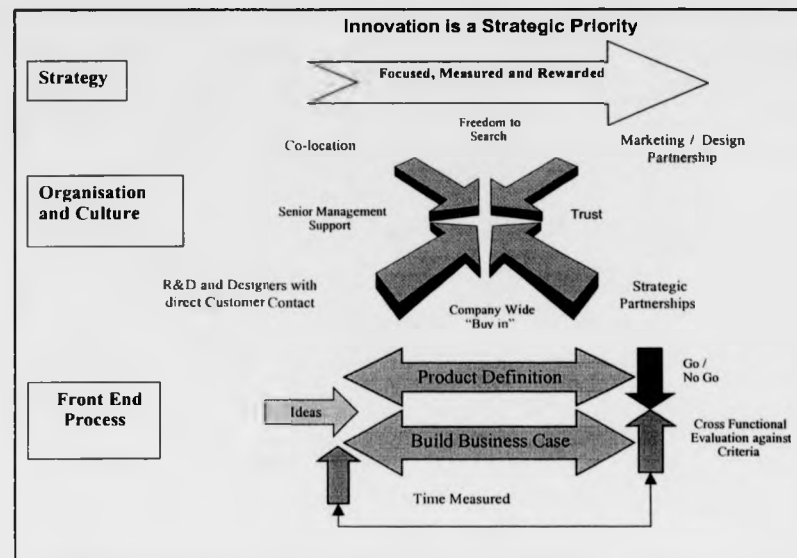 Innovation is a Strategic Priority
Strategy
Focused, Measured and Rewarded
Freedom to
Search
Co-location
Marketing / Design
Partnership
Organisation
and Culture
Senior Management
Support
Trust
R&D and Designers with
direct Customer Contact
Strategic
Partnerships
Company Wide
"Buy in"
Front End
Process
Ideas
Product Definition
Go /
No Go
Build Business Case
Cross Functional
Evaluation against
Criteria
Time Measured